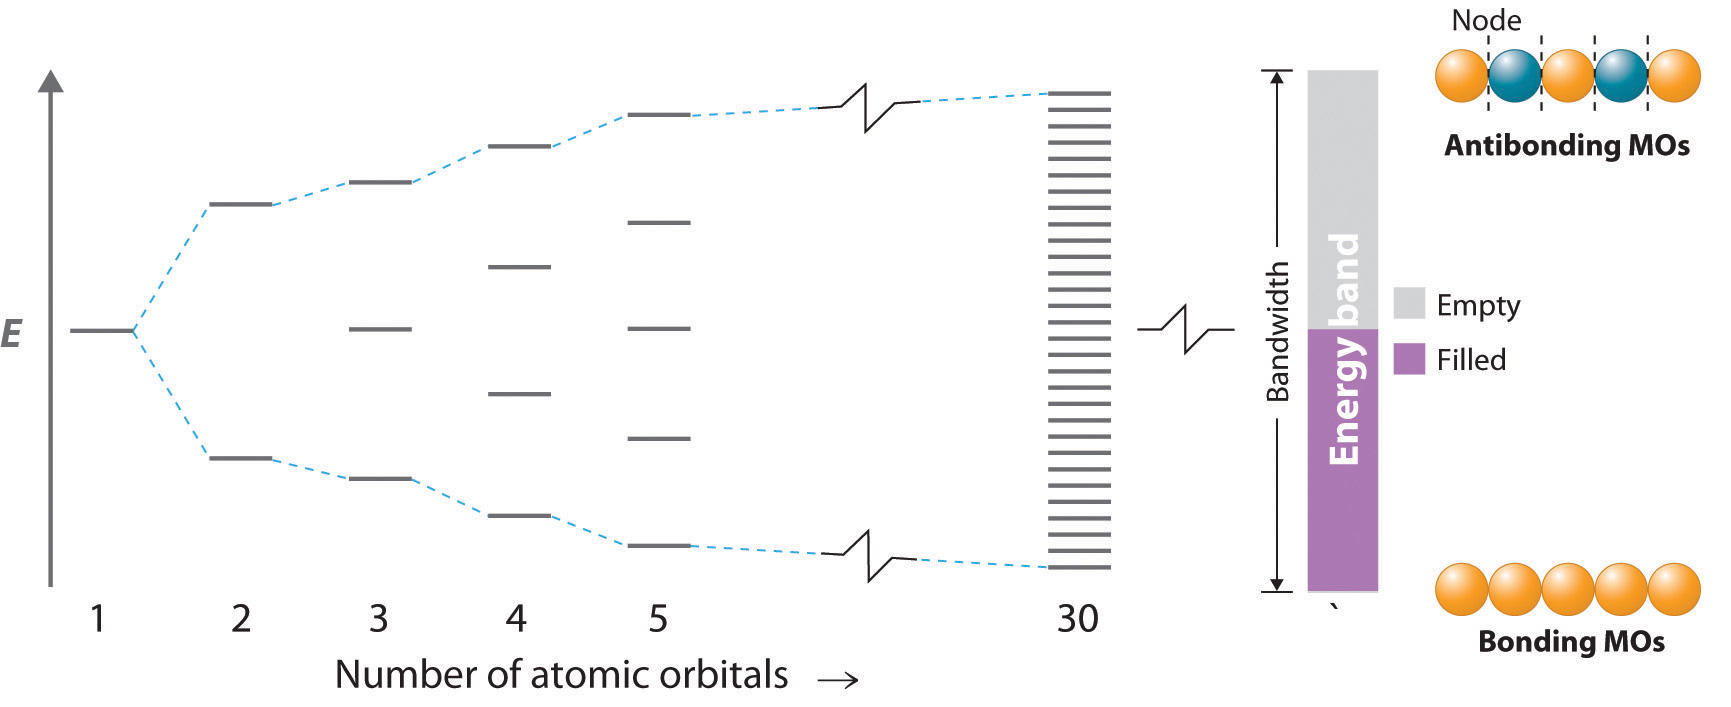 Node
Antibonding MOs
E
Bandwidth
Energy band
Empty
Filled
Bonding MOs
1 2 3 4 5 30 `
Number of atomic orbitals →